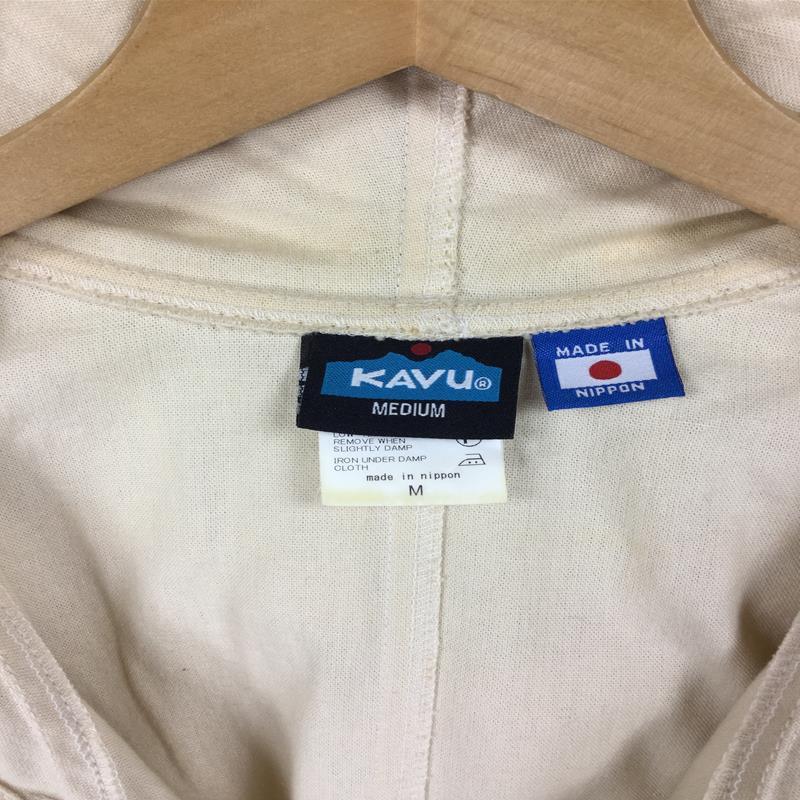 KAVU®
MEDIUM
MADE IN
NIPPON
REMOVE WHEN
SLIGHTLY DAMP
IRON UNDER DAMP
CLOTH
made in nippon
M